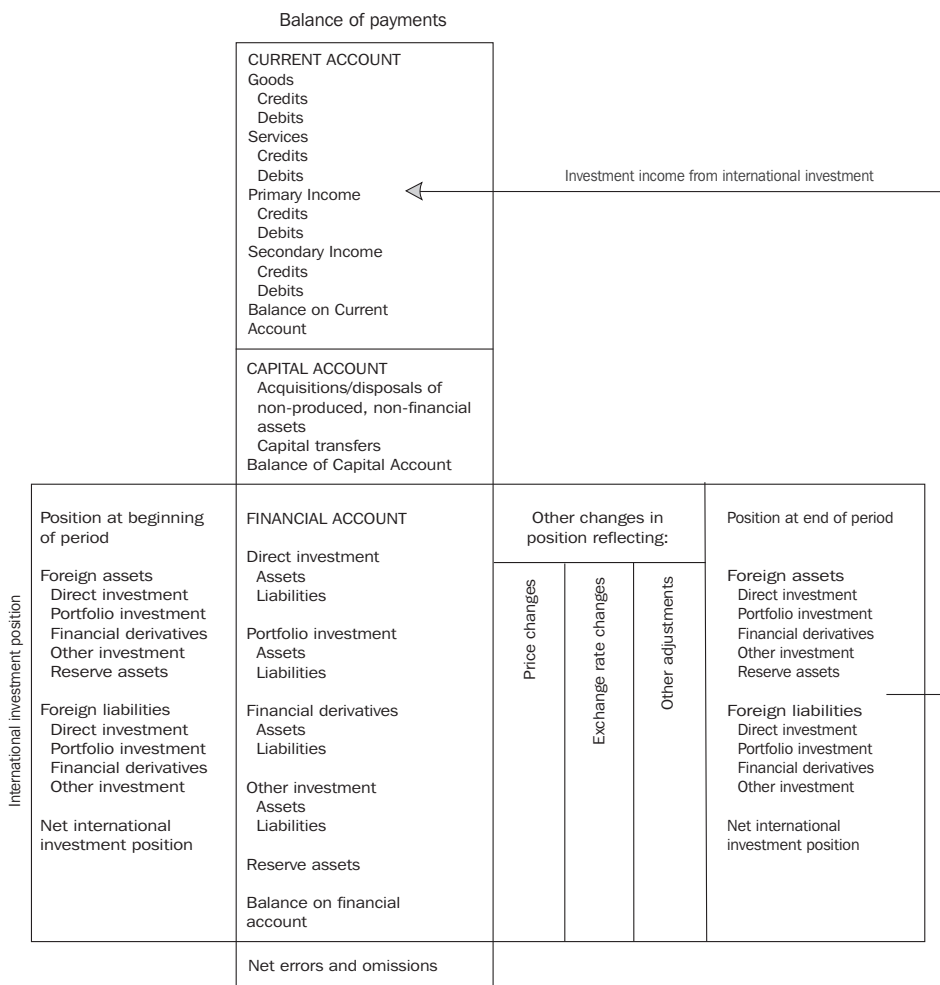 Balance of payments
CURRENT ACCOUNT
Goods
Credits
Debits
Services
Credits
Debits
Primary Income
Credits
Debits
Secondary Income
Credits
Debits
Balance on Current
Account
Investment income from international investment
CAPITAL ACCOUNT
Acquisitions/disposals of
non-produced, non-financial
assets
Capital transfers
Balance of Capital Account
International investment position
Position at beginning
of period
Foreign assets
Direct investment
Portfolio investment
Financial derivatives
Other investment
Reserve assets
Foreign liabilities
Direct investment
Portfolio investment
Financial derivatives
Other investment
Net international
investment position
FINANCIAL ACCOUNT
Direct investment
Assets
Liabilities
Portfolio investment
Assets
Liabilities
Financial derivatives
Assets
Liabilities
Other investment
Assets
Liabilities
Reserve assets
Balance on financial
account
Other changes in
position reflecting:
Price changes
Exchange rate changes
Other adjustments
Position at end of period
Foreign assets
Direct investment
Portfolio investment
Financial derivatives
Other investment
Reserve assets
Foreign liabilities
Direct investment
Portfolio investment
Financial derivatives
Other investment
Net international
investment position
Net errors and omissions